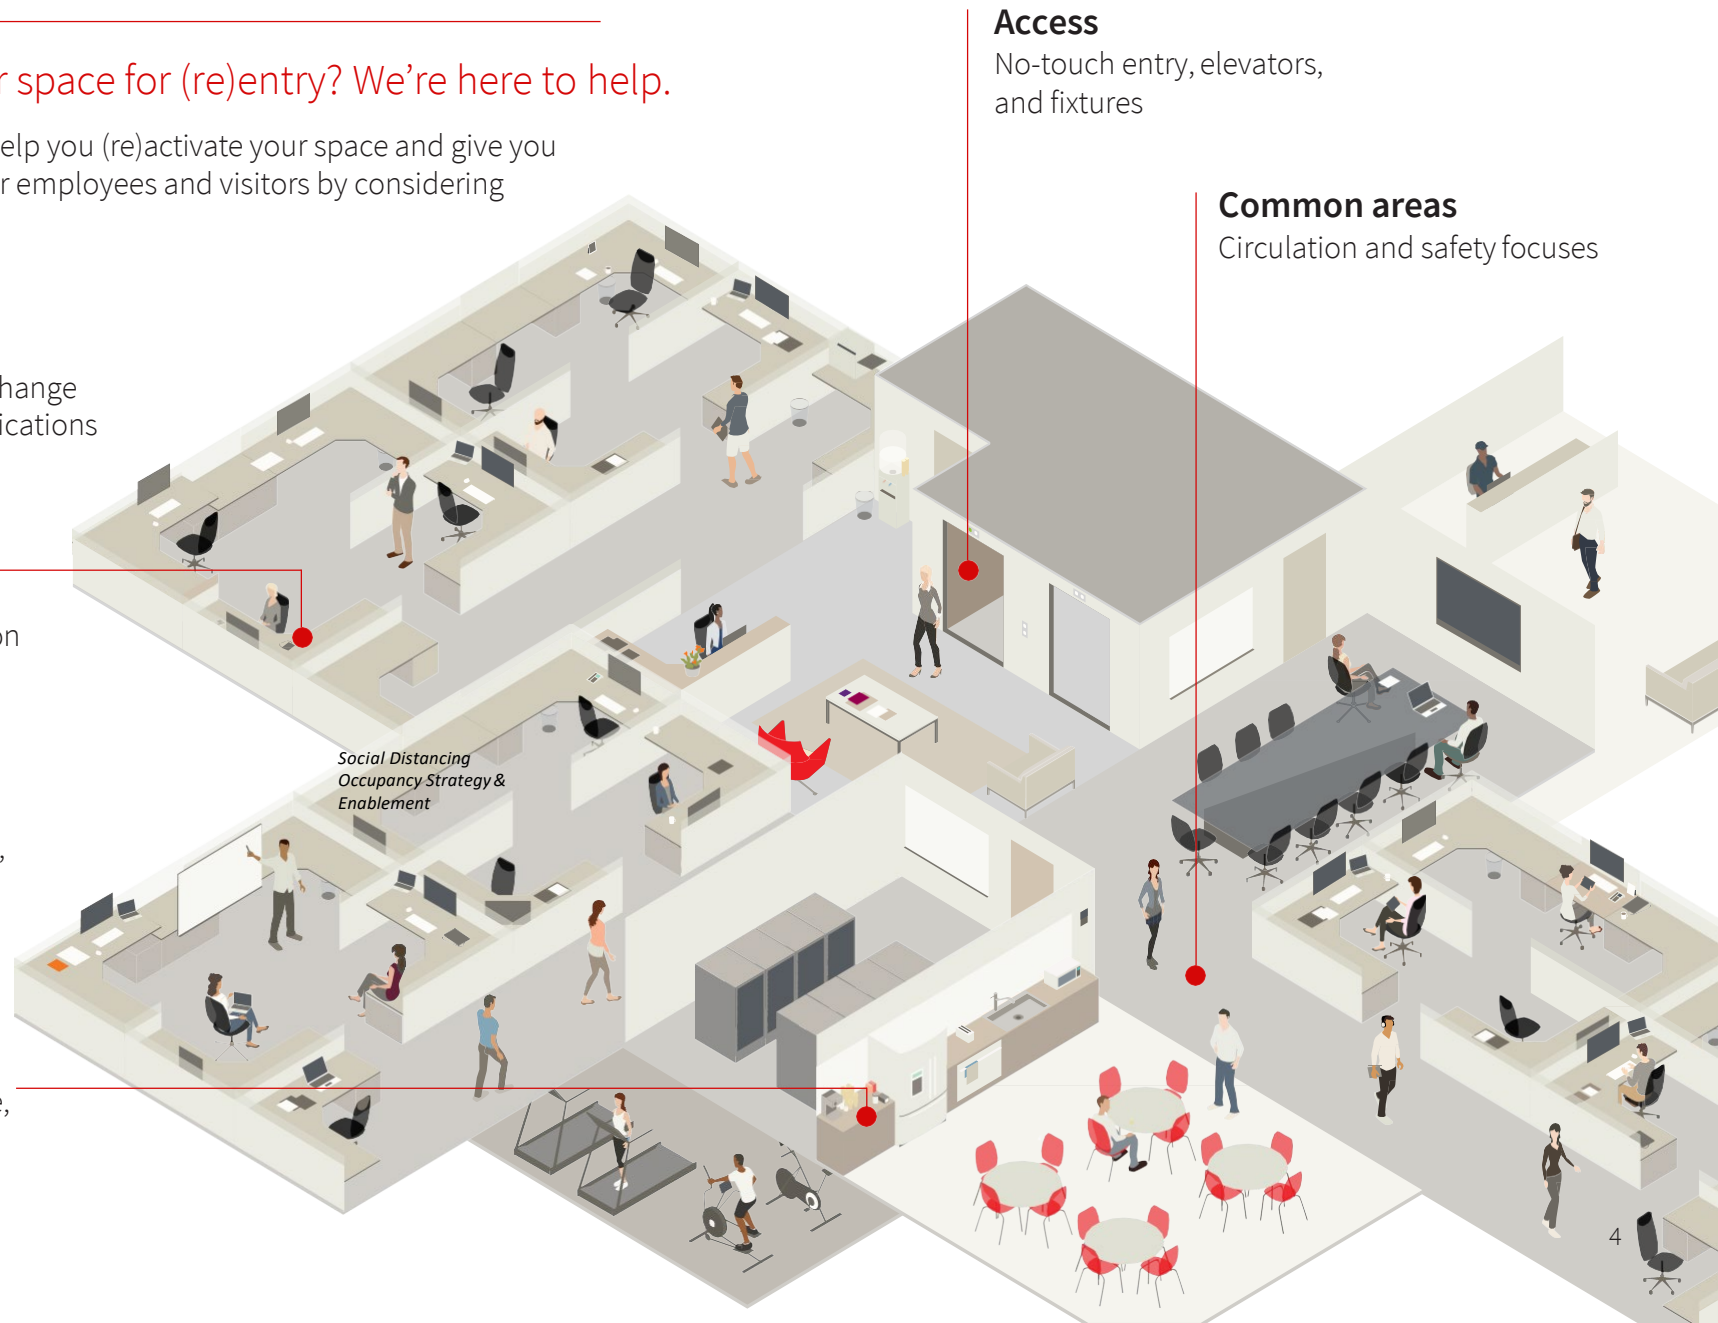 r space for (re)entry? We’re here to help.
elp you (re)activate your space and give you
r employees and visitors by considering
Access
No-touch entry, elevators,
and fixtures
Common areas
Circulation and safety focuses
hange
ications
on
Social Distancing
Occupancy Strategy &
Enablement
,
e,
4